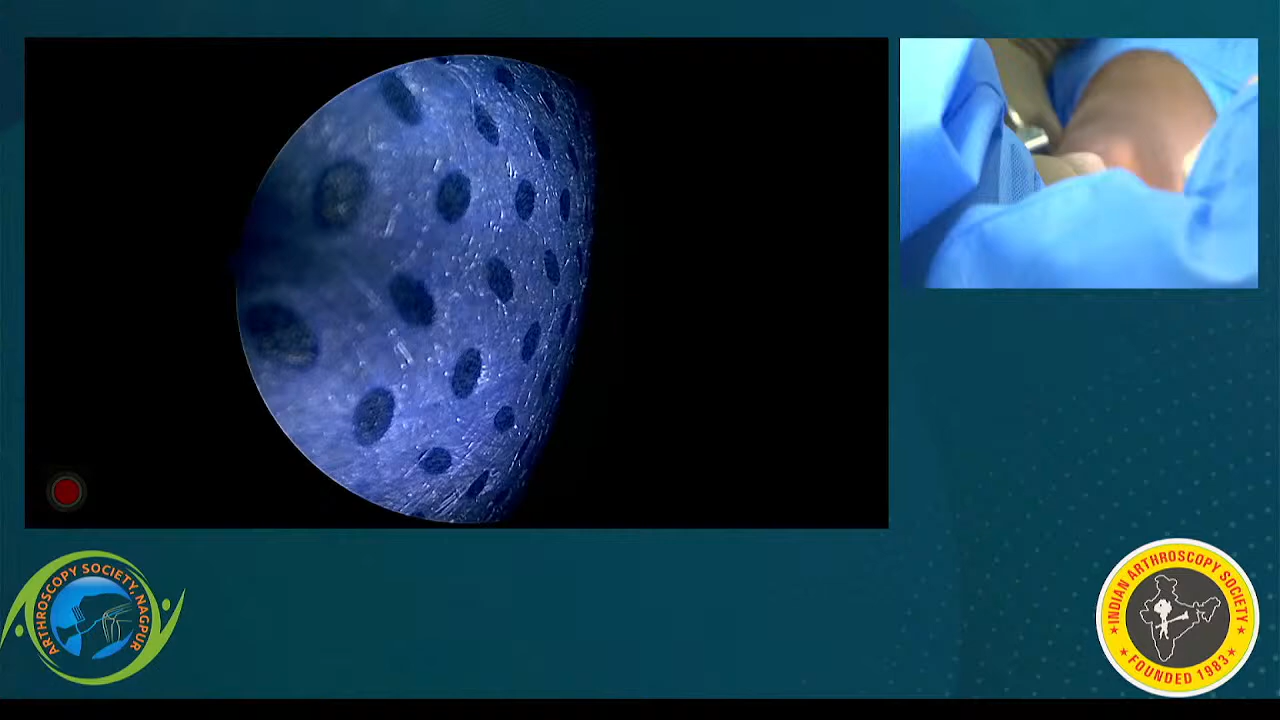 ARTHROSCOPY SOCIETY, NAGPUR
INDIAN ARTHROSCOPY SOCIETY
★ FOUNDED 1983 ★